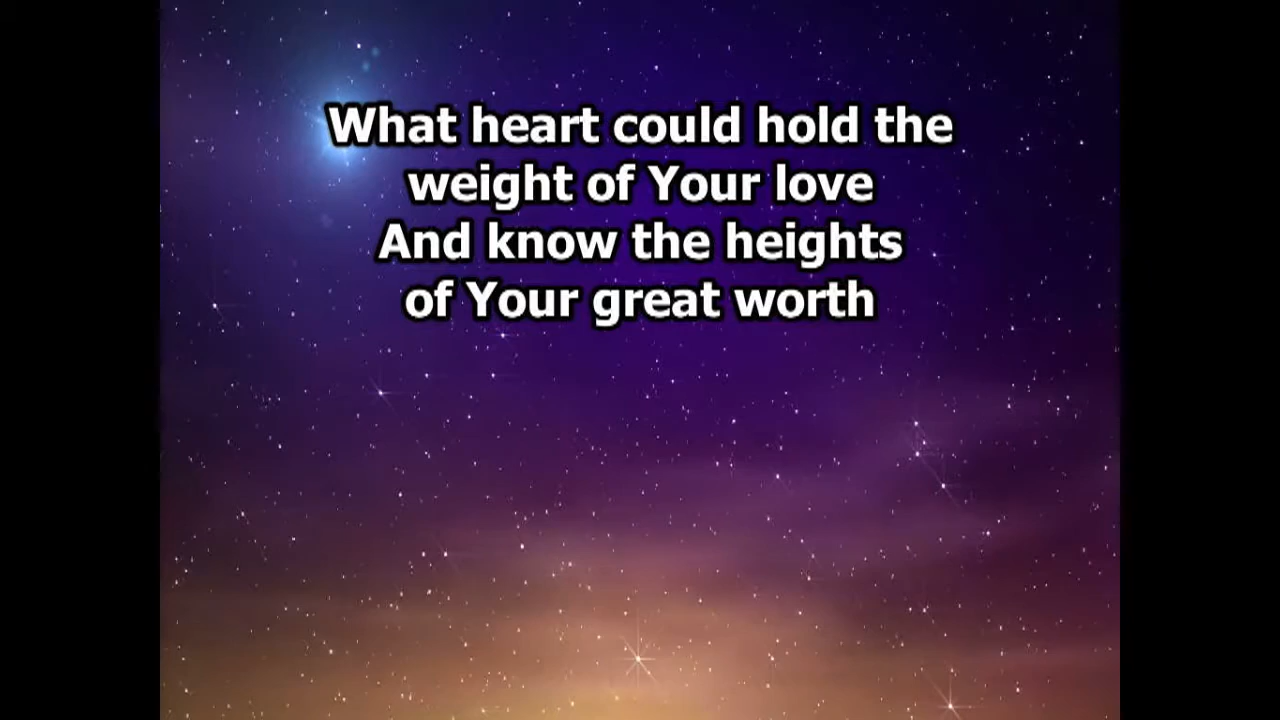 What heart could hold the
weight of Your love
And know the heights
of Your great worth